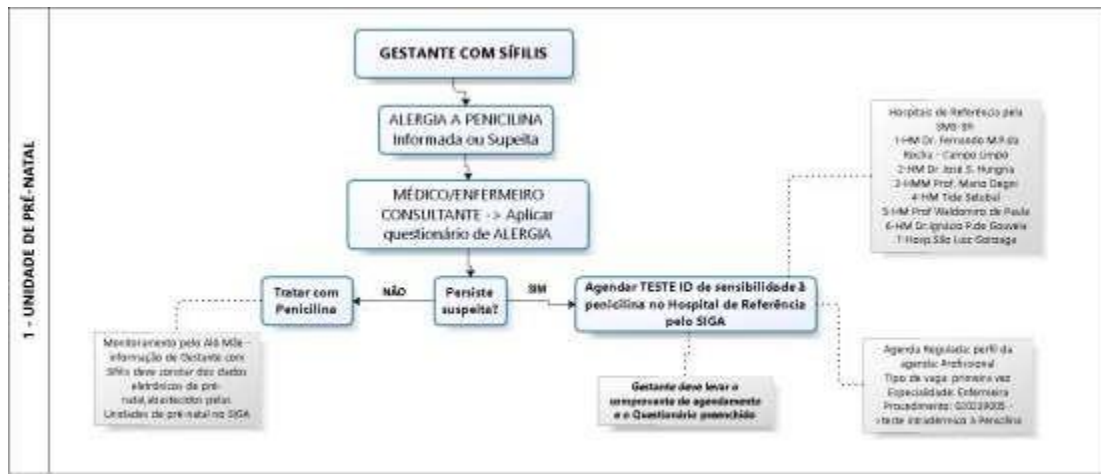 1 - UNIDADE DE PRÉ-NATAL
GESTANTE COM SÍFILIS
ALERGIA A PENICILINA
Informada ou Supeita
MÉDICO/ENFERMEIRO
CONSULTANTE -> Aplicar
questionário de ALERGIA
Persiste
suspeita?
NÃO
SIM
Tratar com
Penicilina
Agendar TESTE ID de sensibilidade à
penicilina no Hospital de Referência
pelo SIGA
Monitoramento pelo Alô Mãe -
informação de Gestante com
Sífilis deve constar dos dados
eletrônicos de pré-
natal,abastecidos pelas
Unidades de pré-natal no SIGA
Gestante deve levar o
comprovante de agendamento
e o Questionário preenchido
Hospitais de Referência pela
SMS-SP
1-HM Dr. Fernando M.P.da
Rocha - Campo Limpo
2-HM Dr José S. Hungria
3-HMM Prof. Mario Degni
4-HM Tide Setubal
5-HM Prof Waldomiro de Paula
6-HM Dr.Ignácio P.de Gouveia
7-Hosp.São Luiz Gonzaga
Agenda Regulada: perfil da
agenda: Profissional
Tipo de vaga: primeira vez
Especialidade: Enfermeira
Procedimento: -
teste intradérmico à Penicilina